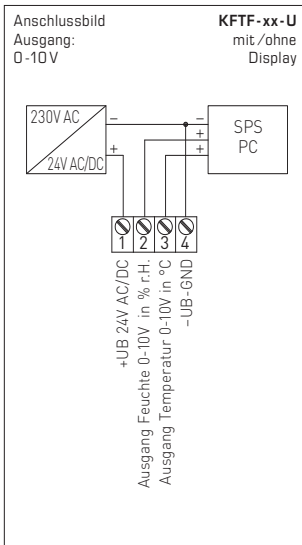 Anschlussbild KFTF-xx-U
Ausgang: mit/ohne
0-10V Display
230V AC
24V AC/DC
–
+
–
+
+
SPS
PC
1 2 3 4
+UB 24V AC/DC
Ausgang Feuchte 0-10V in % r.H.
Ausgang Temperatur 0-10V in °C
–UB-GND